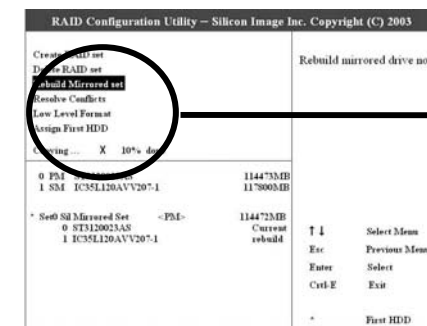 RAID Configuration Utility – Silicon Image Inc. Copyright (C) 2003
Create RAID set
Delete RAID set
Rebuild Mirrored set
Resolve Conflicts
Low Level Format
Assign First HDD
Copying ... X 10% done
Rebuild mirrored drive
0 PM ST3120023AS 114473MB
1 SM IC35L120AVV207-1 117800MB
* Set0 Sil Mirrored Set <PM> 114472MB
0 ST3120023AS Current
1 IC35L120AVV207-1 rebuild
↑ ↓ Select Menu
Esc Previous Menu
Enter Select
Ctrl-E Exit
* First HDD